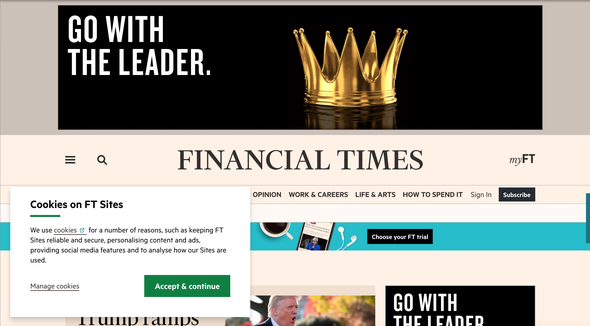 GO WITH
THE LEADER.
FINANCIAL TIMES
myFT
OPINION WORK & CAREERS LIFE & ARTS HOW TO SPEND IT Sign In Subscribe
Choose your FT trial
Cookies on FT Sites
We use cookies for a number of reasons, such as keeping FT
Sites reliable and secure, personalising content and ads,
providing social media features and to analyse how our Sites are
used.
Manage cookies Accept & continue
Trump ramps
GO WITH
THE LEADER